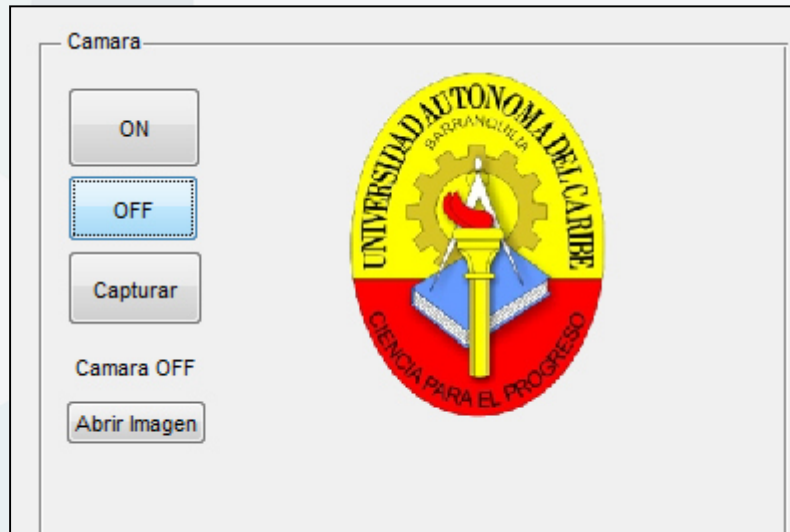 Camara
ON
OFF
Capturar
Camara OFF
Abrir Imagen
UNIVERSIDAD AUTONOMA DEL CARIBE
BARRANQUILLA
CIENCIA PARA EL PROGRESO